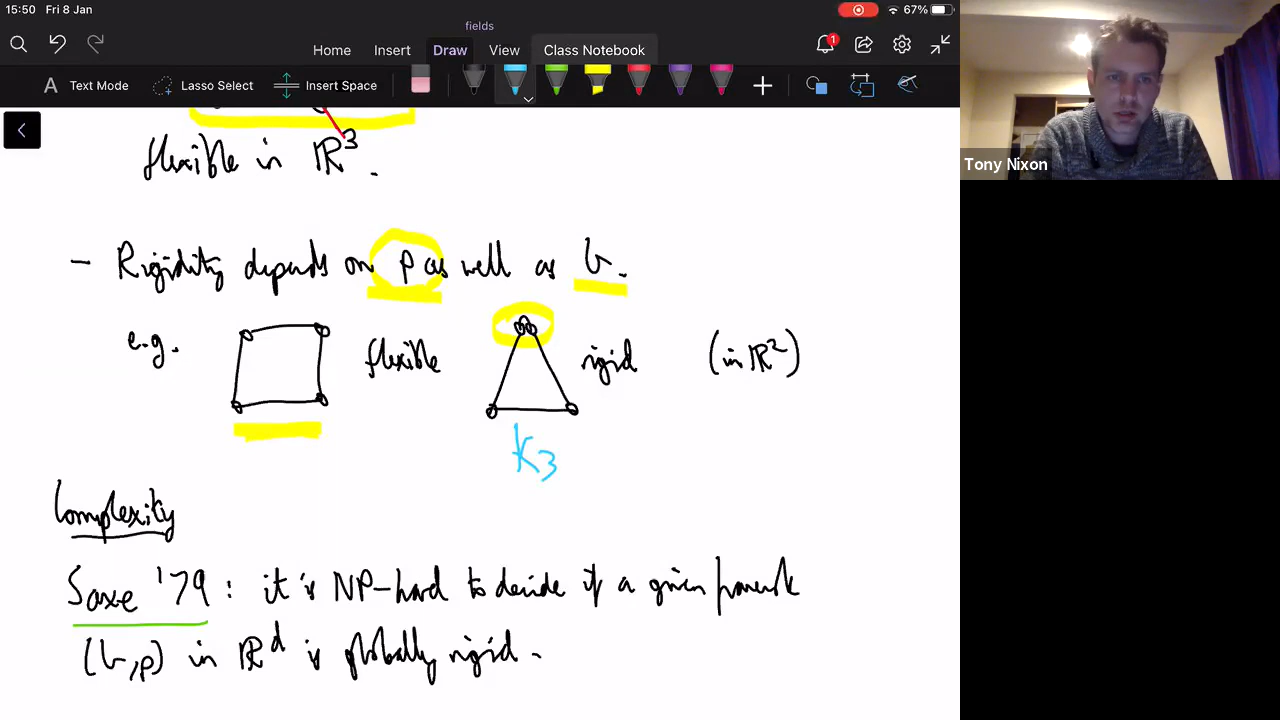 15:50 Fri 8 Jan
67%
fields
Home Insert Draw View Class Notebook
1
A Text Mode Lasso Select Insert Space
flexible in ℝ³.
- Rigidity depends on p as well as G.
e.g. flexible rigid (in ℝ²)
K₃
Complexity
Saxe '79: it is NP-hard to decide if a given framework
(G,p) in ℝᵈ is globally rigid.
Tony Nixon